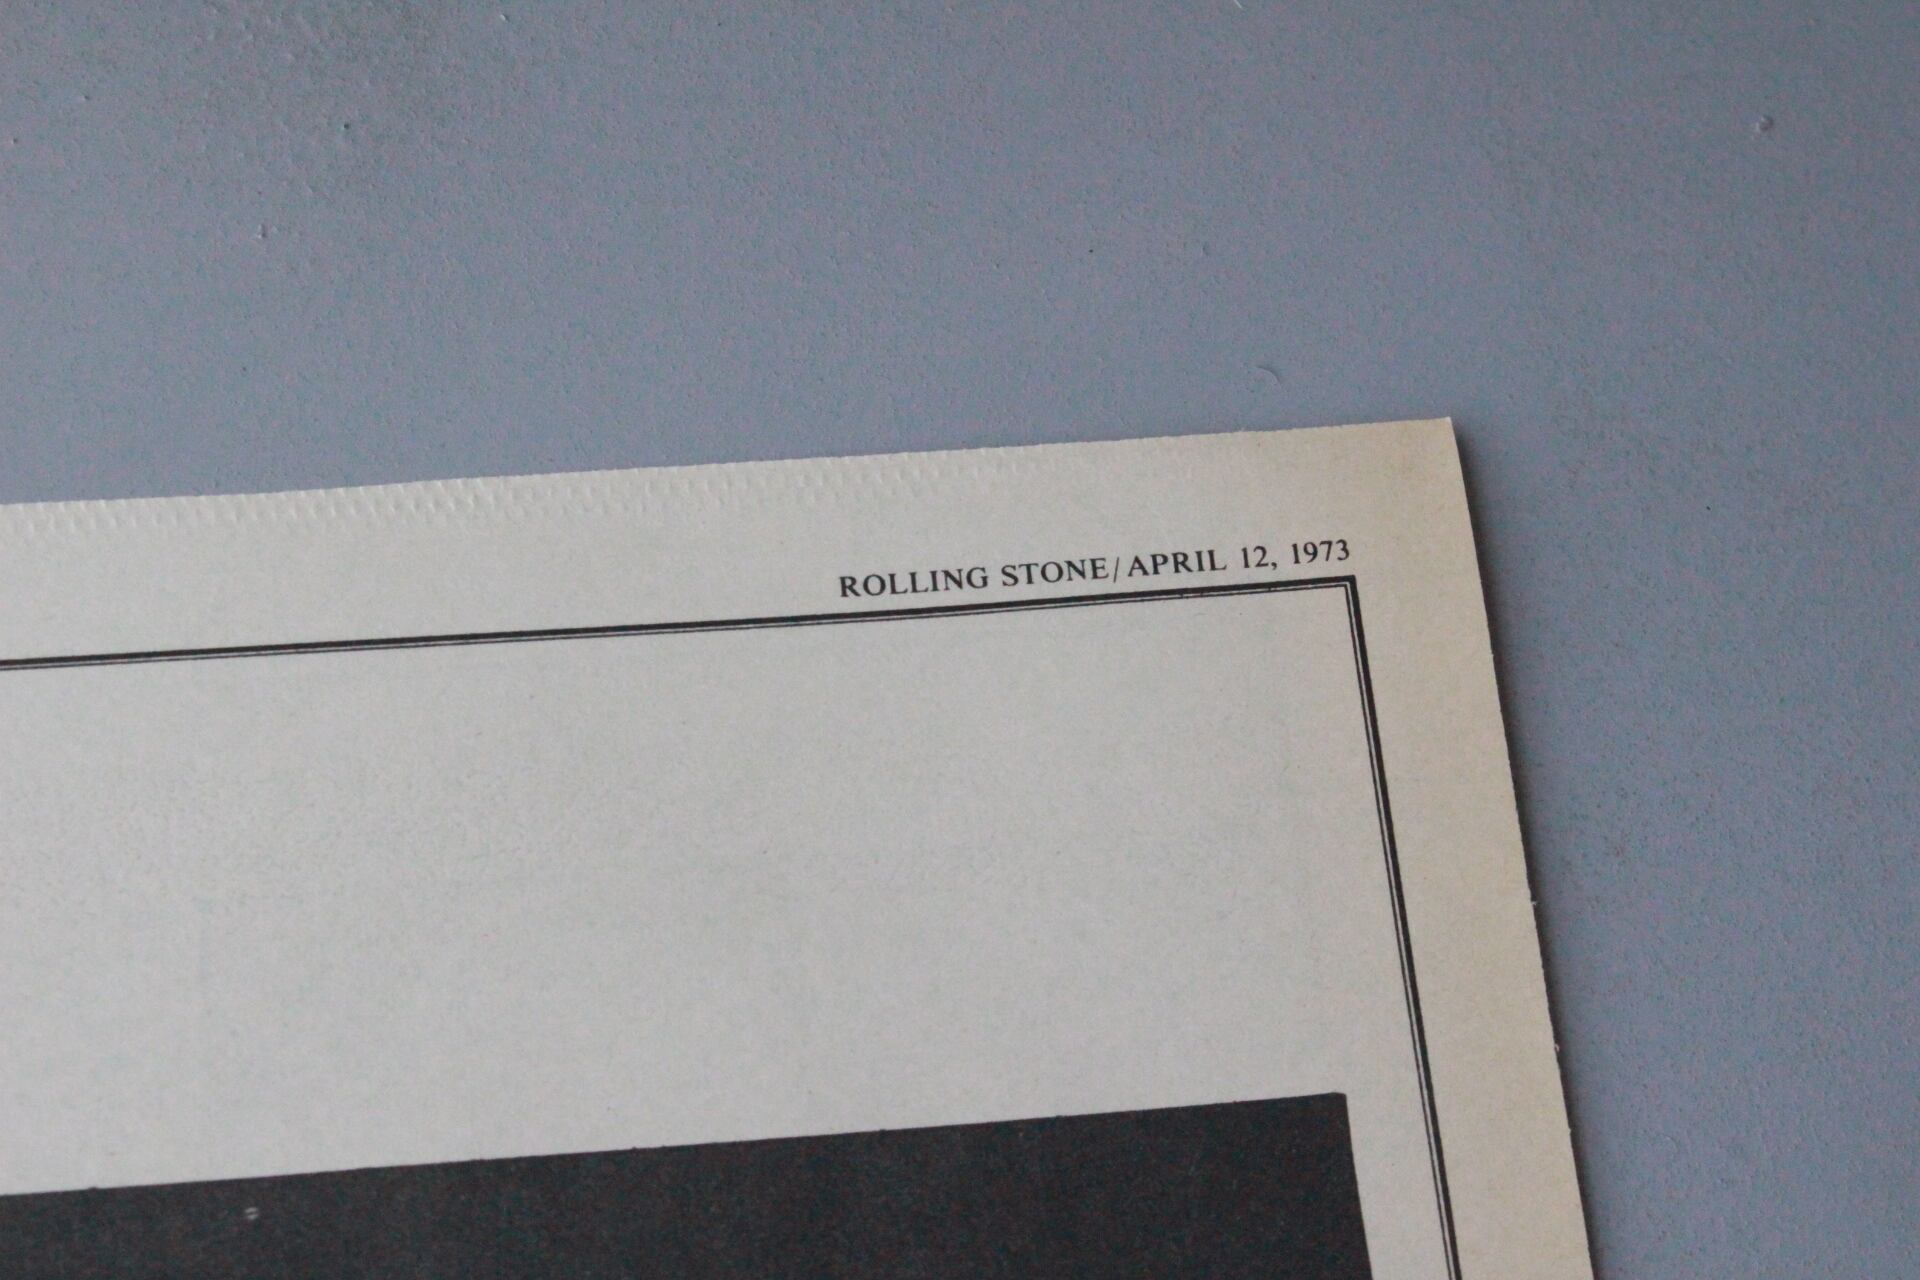 ROLLING STONE/APRIL 12, 1973